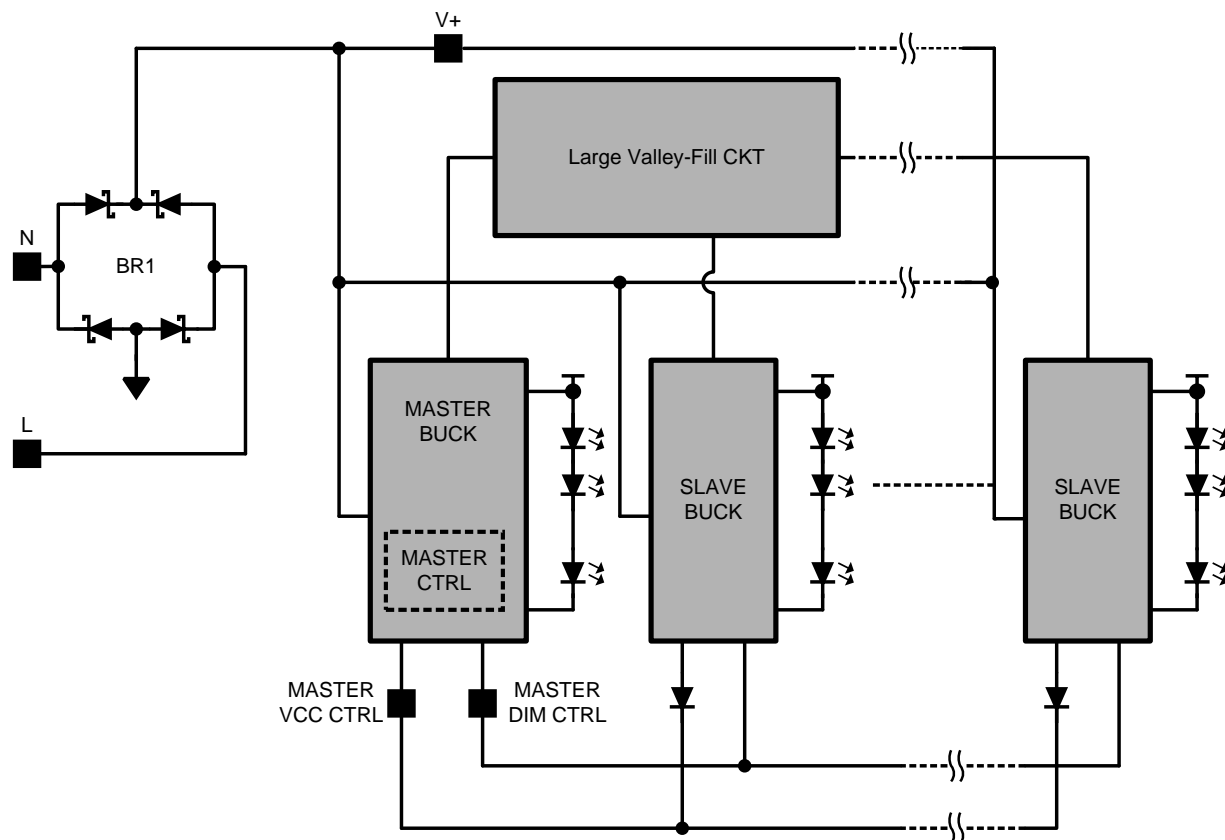 V+
Large Valley-Fill CKT
N
BR1
L
MASTER
BUCK
MASTER
CTRL
SLAVE
BUCK
SLAVE
BUCK
MASTER
VCC CTRL
MASTER
DIM CTRL